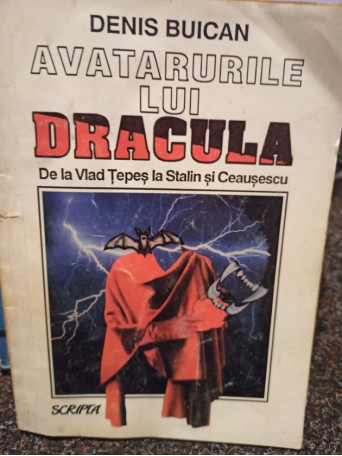 DENIS BUICAN
AVATARURILE
LUI
DRACULA
De la Vlad Țepeș la Stalin și Ceaușescu
SCRIPTA